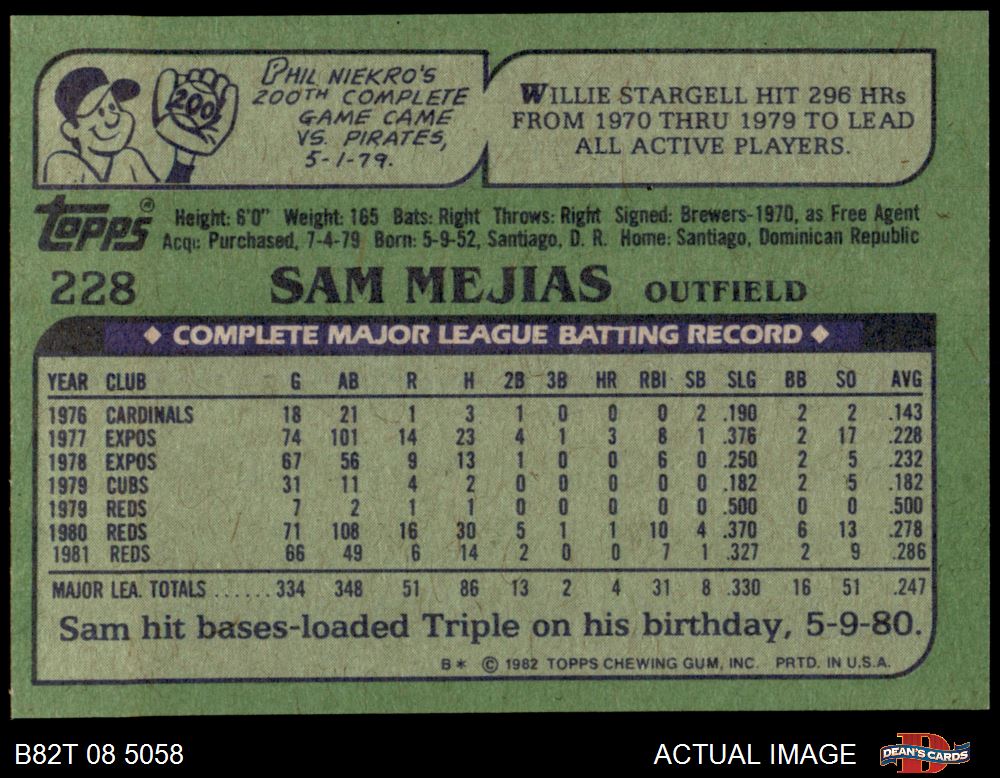 200
PHIL NIEKRO'S
200TH COMPLETE
GAME CAME
VS. PIRATES,
5-1-79.
WILLIE STARGELL HIT 296 HRs
FROM 1970 THRU 1979 TO LEAD
ALL ACTIVE PLAYERS.
topps®
Height: 6'0" Weight: 165 Bats: Right Throws: Right Signed: Brewers-1970, as Free Agent
Acq: Purchased, 7-4-79 Born: 5-9-52, Santiago, D. R. Home: Santiago, Dominican Republic
228 SAM MEJIAS OUTFIELD
◆ COMPLETE MAJOR LEAGUE BATTING RECORD ◆
YEAR CLUB G AB R H 2B 3B HR RBI SB SLG BB SO AVG
1976 CARDINALS 18 21 1 3 1 0 0 0 2 .190 2 2 .143
1977 EXPOS 74 101 14 23 4 1 3 8 1 .376 2 17 .228
1978 EXPOS 67 56 9 13 1 0 0 6 0 .250 2 5 .232
1979 CUBS 31 11 4 2 0 0 0 0 0 .182 2 5 .182
1979 REDS 7 2 1 1 0 0 0 0 0 .500 0 0 .500
1980 REDS 71 108 16 30 5 1 1 10 4 .370 6 13 .278
1981 REDS 66 49 6 14 2 0 0 7 1 .327 2 9 .286
MAJOR LEA. TOTALS ...... 334 348 51 86 13 2 4 31 8 .330 16 51 .247
Sam hit bases-loaded Triple on his birthday, 5-9-80.
B* © 1982 TOPPS CHEWING GUM, INC. PRTD. IN U.S.A.
B82T 08 5058
ACTUAL IMAGE
DEAN'S CARDS